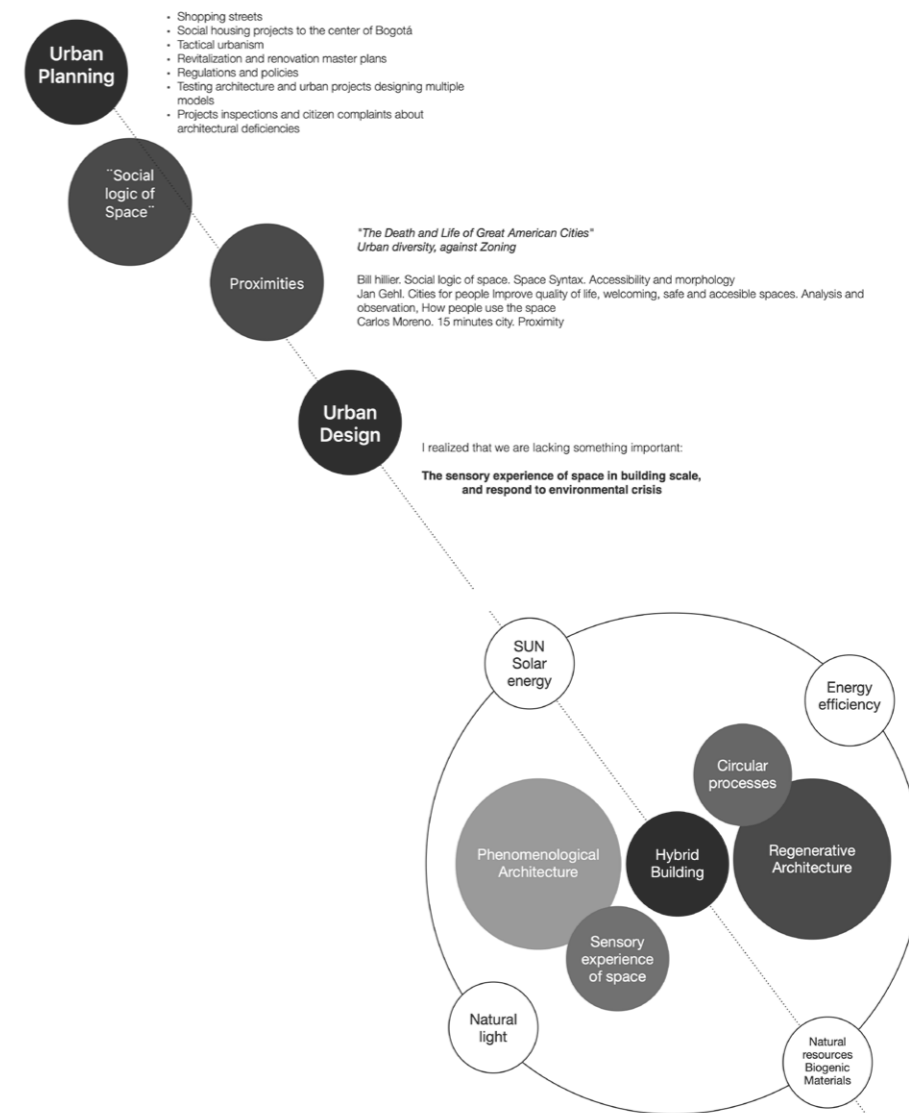 • Shopping streets
• Social housing projects to the center of Bogotá
• Tactical urbanism
• Revitalization and renovation master plans
• Regulations and policies
• Testing architecture and urban projects designing multiple
models
• Projects inspections and citizen complaints about
architectural deficiencies
Urban
Planning
¨Social
logic of
Space¨
Proximities
"The Death and Life of Great American Cities"
Urban diversity, against Zoning
Bill hillier. Social logic of space. Space Syntax. Accessibility and morphology
Jan Gehl. Cities for people Improve quality of life, welcoming, safe and accesible spaces. Analysis and
observation, How people use the space
Carlos Moreno. 15 minutes city. Proximity
Urban
Design
I realized that we are lacking something important:
The sensory experience of space in building scale,
and respond to environmental crisis
SUN
Solar
energy
Energy
efficiency
Circular
processes
Phenomenological
Architecture
Hybrid
Building
Regenerative
Architecture
Sensory
experience
of space
Natural
light
Natural
resources
Biogenic
Materials